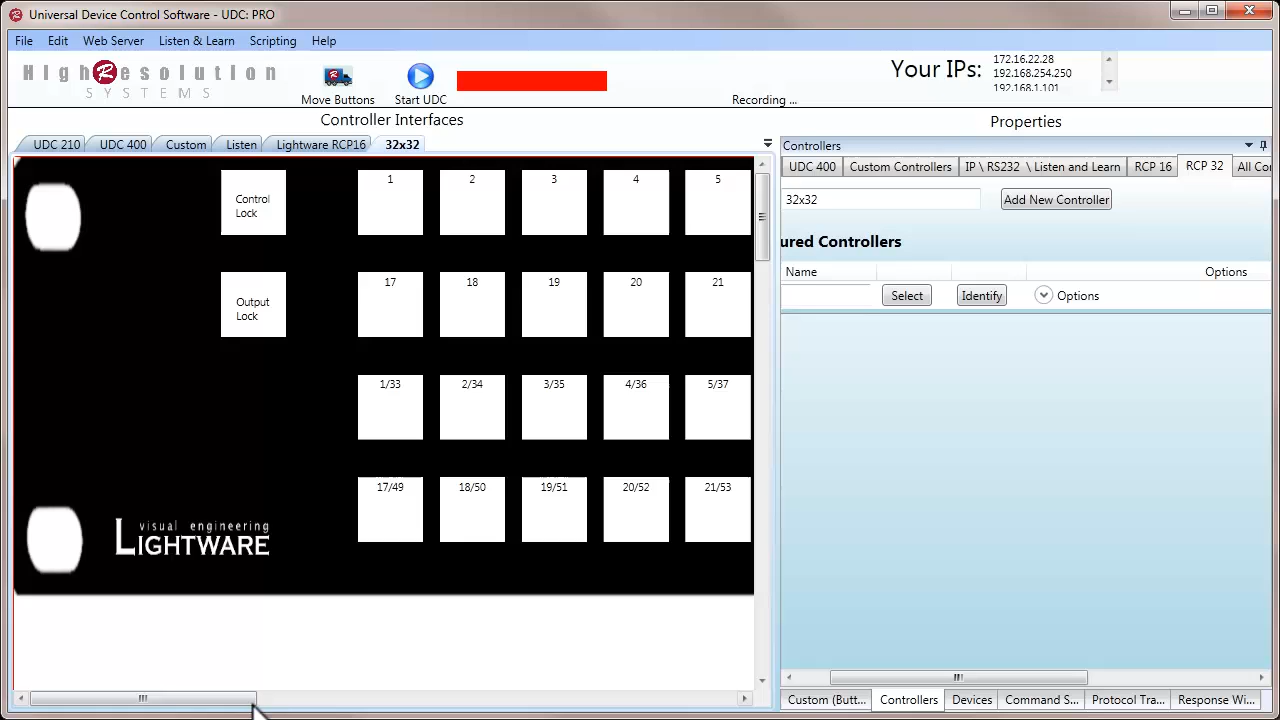 Universal Device Control Software - UDC: PRO
File Edit Web Server Listen & Learn Scripting Help
High Resolution
SYSTEMS
Move Buttons
Start UDC
Recording ...
Your IPs:
172.16.22.28
192.168.254.250
192.168.1.101
Controller Interfaces
Properties
UDC 210 UDC 400 Custom Listen Lightware RCP16 32x32
Controllers
UDC 400 Custom Controllers IP \ RS232 \ Listen and Learn RCP 16 RCP 32 All Co
32x32 Add New Controller
ured Controllers
Name Options
Select Identify Options
Control
Lock
1 2 3 4 5
Output
Lock
17 18 19 20 21
1/33 2/34 3/35 4/36 5/37
17/49 18/50 19/51 20/52 21/53
visual engineering
LIGHTWARE
Custom (Butt... Controllers Devices Command S... Protocol Tra... Response Wi...